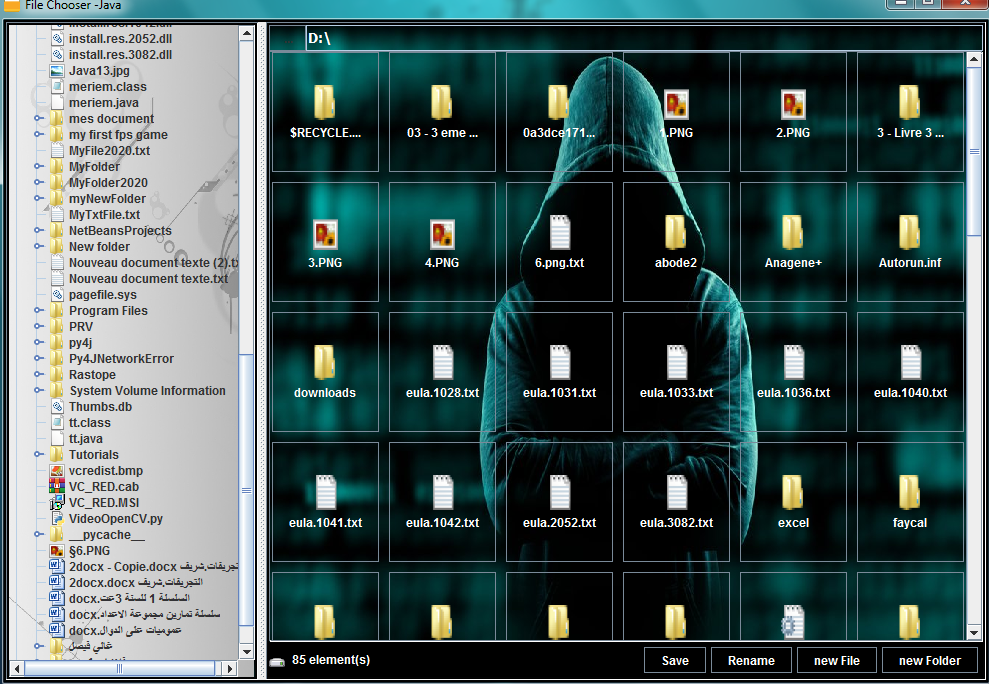 File Chooser -Java
install.res.2052.dll
install.res.3082.dll
Java13.jpg
meriem.class
meriem.java
mes document
my first fps game
MyFile2020.txt
MyFolder
MyFolder2020
myNewFolder
MyTxtFile.txt
NetBeansProjects
New folder
Nouveau document texte (2).tx
Nouveau document texte.txt
pagefile.sys
Program Files
PRV
py4j
Py4JNetworkError
Rastope
System Volume Information
Thumbs.db
tt.class
tt.java
Tutorials
vcredist.bmp
VC_RED.cab
VC_RED.MSI
VideoOpenCV.py
__pycache__
§6.PNG
2docx - Copie.docx التجريفات.شريف
2docx.docx التجريفات.شريف
السلسلة 1 للسنة 3عت.docx
سلسلة تمارين مجموعة الاعداد.docx
عموميات على الدوال.docx
غالي فيصل
D:\
$RECYCLE....
03 - 3 eme ...
0a3dce171...
1.PNG
2.PNG
3 - Livre 3 ...
3.PNG
4.PNG
6.png.txt
abode2
Anagene+
Autorun.inf
downloads
eula.1028.txt
eula.1031.txt
eula.1033.txt
eula.1036.txt
eula.1040.txt
eula.1041.txt
eula.1042.txt
eula.2052.txt
eula.3082.txt
excel
faycal
85 element(s)
Save
Rename
new File
new Folder